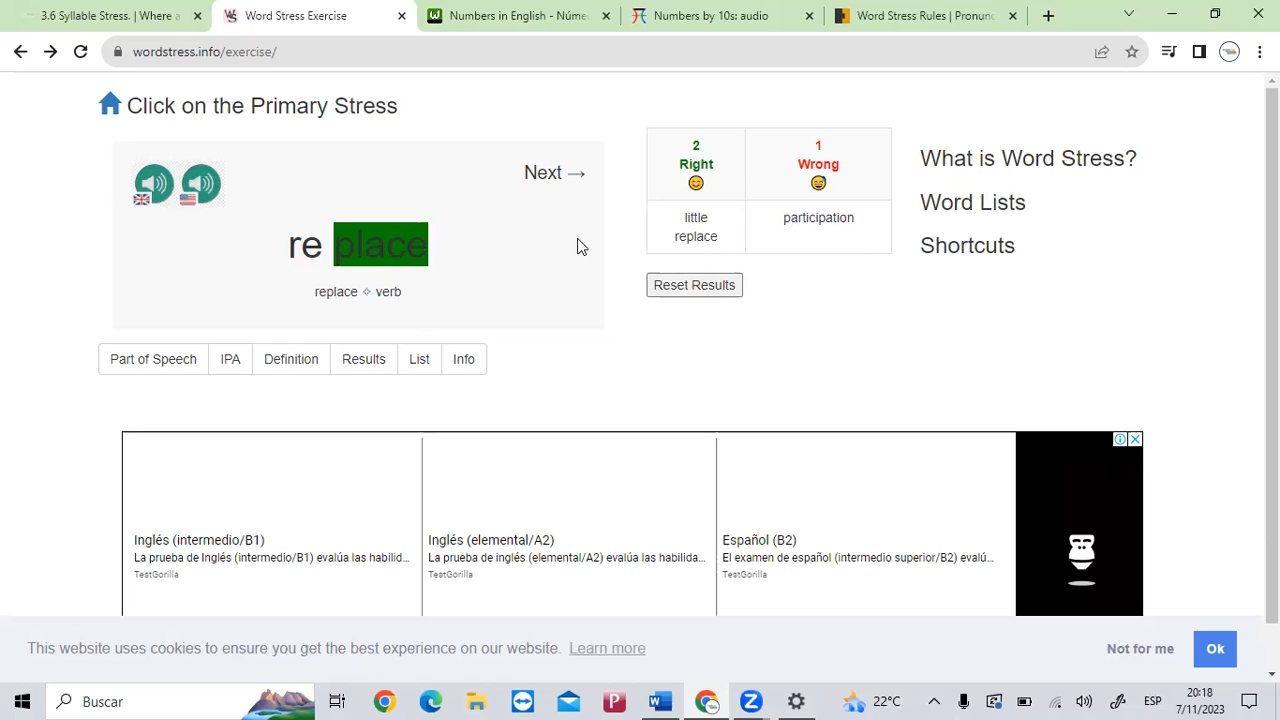 3.6 Syllable Stress. | Where a
Word Stress Exercise
Numbers in English - Núme
Numbers by 10s: audio
Word Stress Rules | Pronunc
wordstress.info/exercise/
Click on the Primary Stress
Next →
re place
replace ✧ verb
Part of Speech
IPA
Definition
Results
List
Info
2
Right
1
Wrong
little
replace
participation
Reset Results
What is Word Stress?
Word Lists
Shortcuts
Inglés (intermedio/B1)
La prueba de Inglés (intermedio/B1) evalúa las habilid...
TestGorilla
Inglés (elemental/A2)
La prueba de inglés (elemental/A2) evalúa las habilida...
TestGorilla
Español (B2)
El examen de español (intermedio superior/B2) evalú...
TestGorilla
This website uses cookies to ensure you get the best experience on our website. Learn more
Not for me
Ok
Buscar
22°C
ESP
20:18
7/11/2023